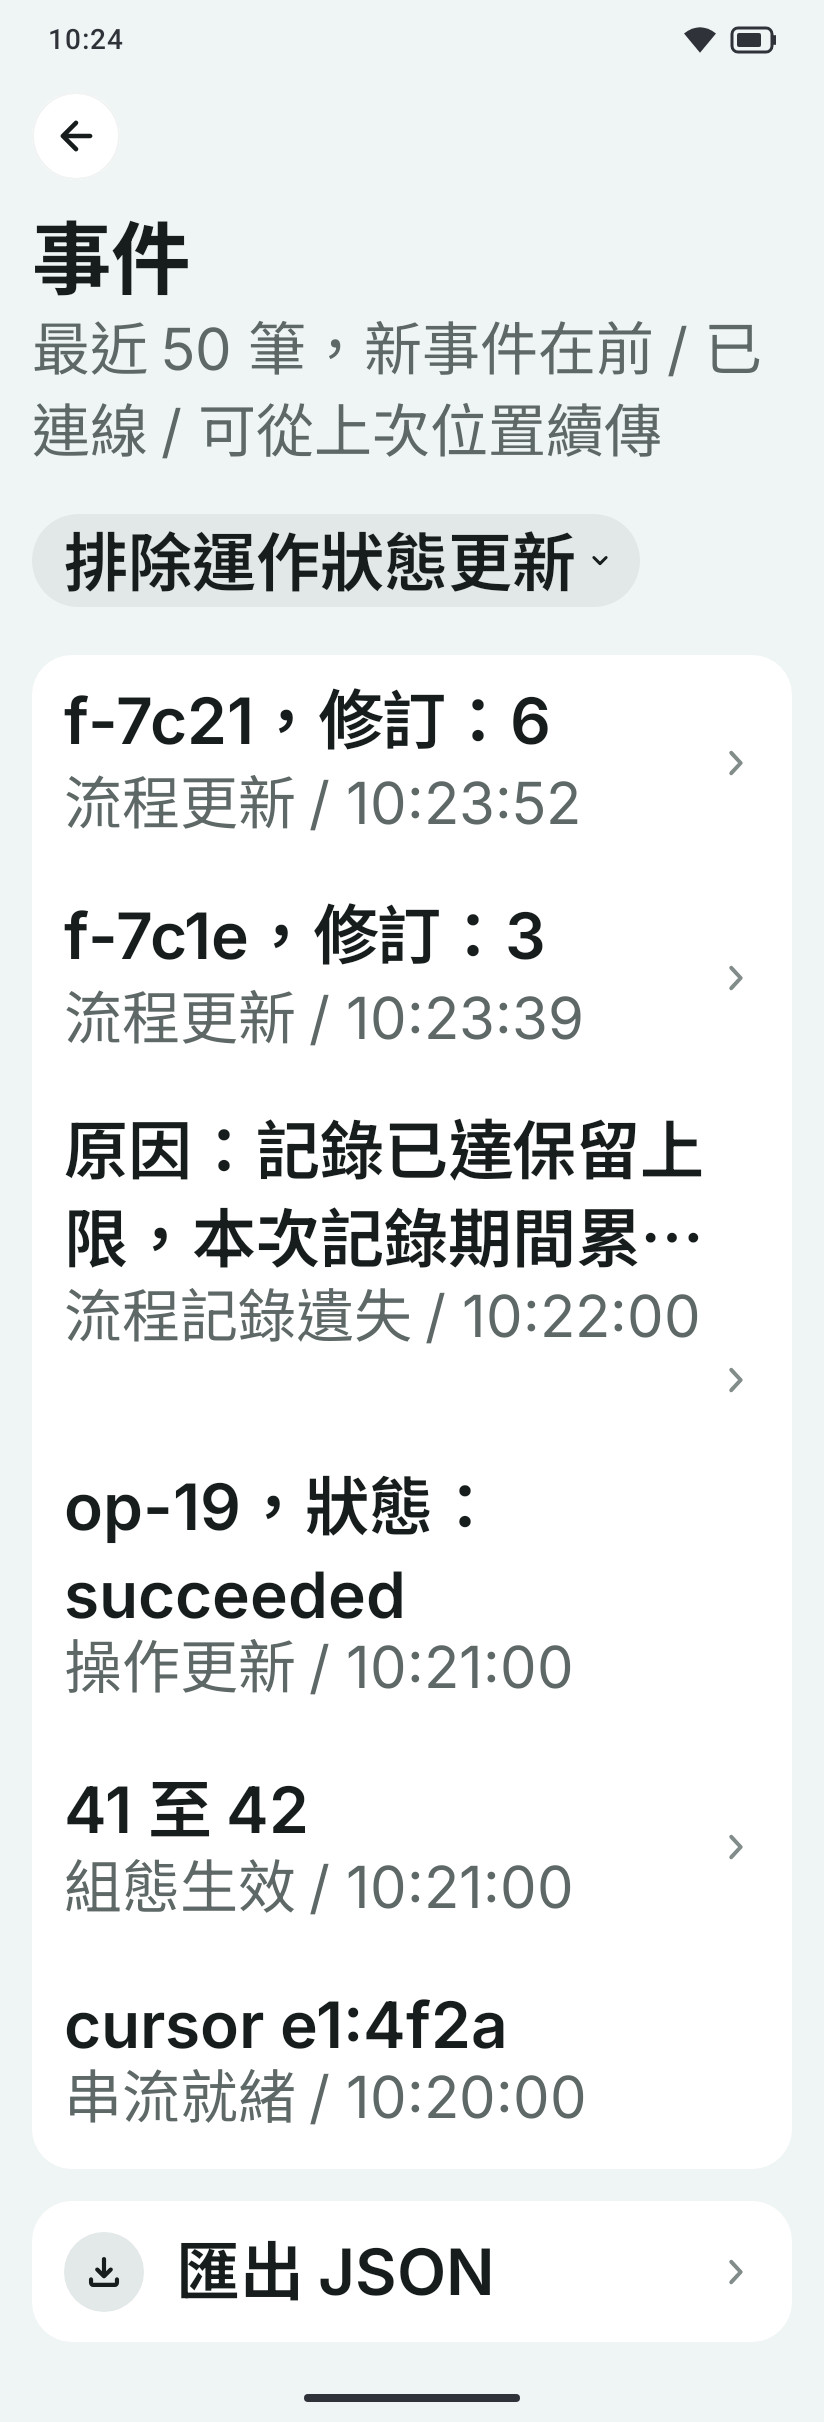 10:24
事件
最近 50 筆，新事件在前 / 已
連線 / 可從上次位置續傳
排除運作狀態更新
f-7c21，修訂：6
流程更新 / 10:23:52
f-7c1e，修訂：3
流程更新 / 10:23:39
原因：記錄已達保留上
限，本次記錄期間累…
流程記錄遺失 / 10:22:00
op-19，狀態：
succeeded
操作更新 / 10:21:00
41 至 42
組態生效 / 10:21:00
cursor e1:4f2a
串流就緒 / 10:20:00
匯出 JSON